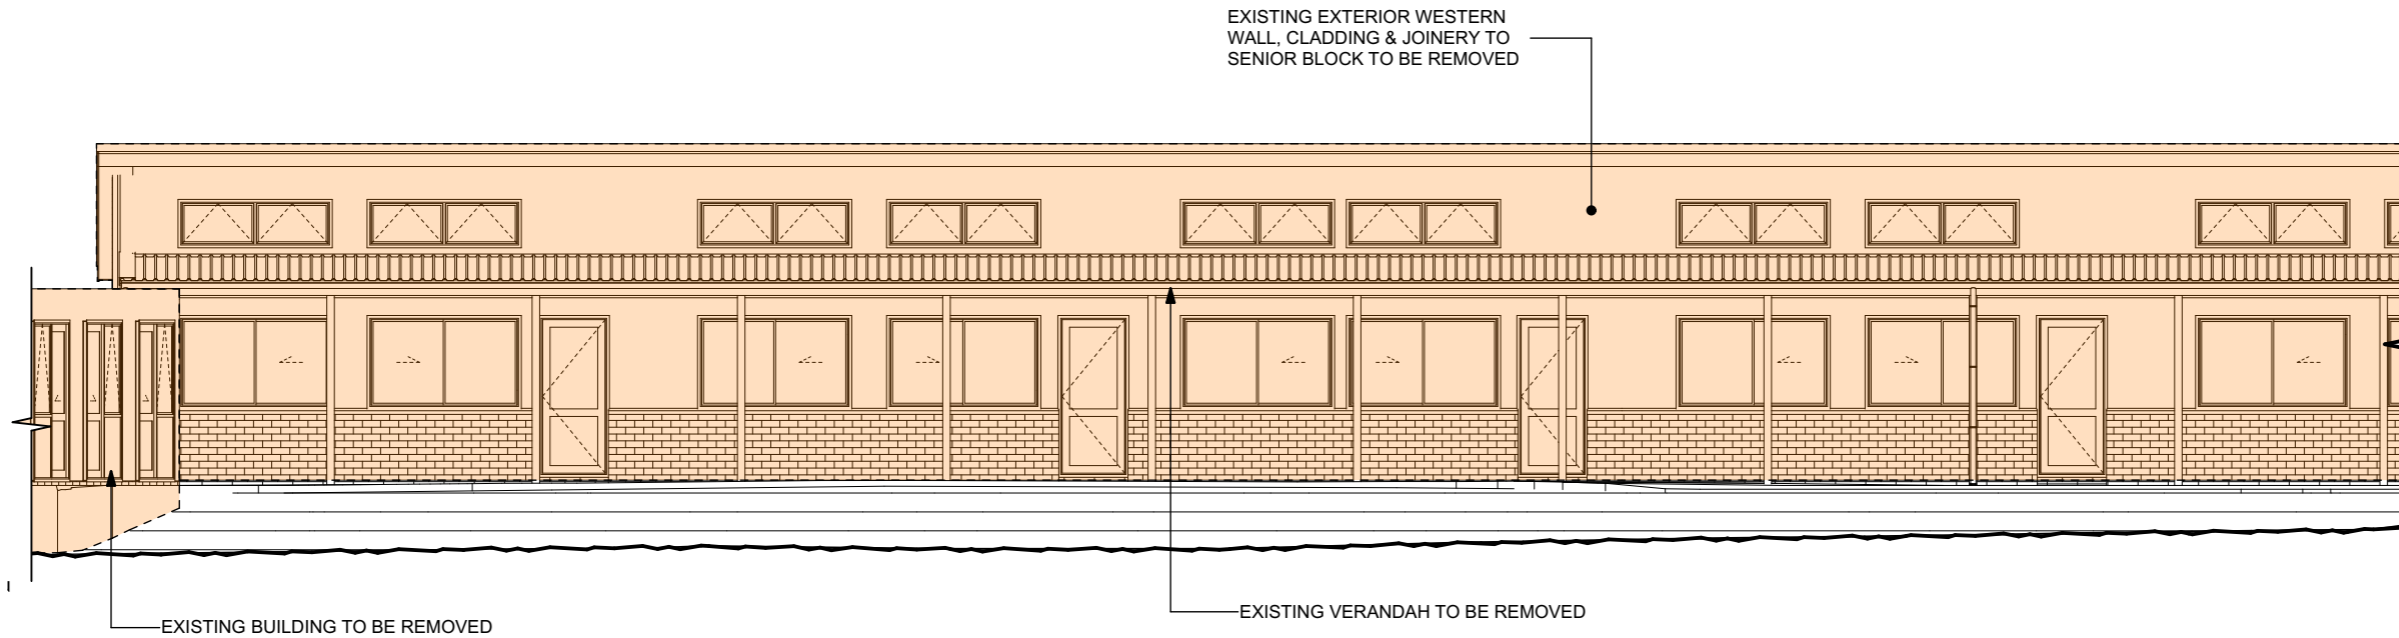 EXISTING EXTERIOR WESTERN
WALL, CLADDING & JOINERY TO
SENIOR BLOCK TO BE REMOVED
EXISTING VERANDAH TO BE REMOVED
EXISTING BUILDING TO BE REMOVED